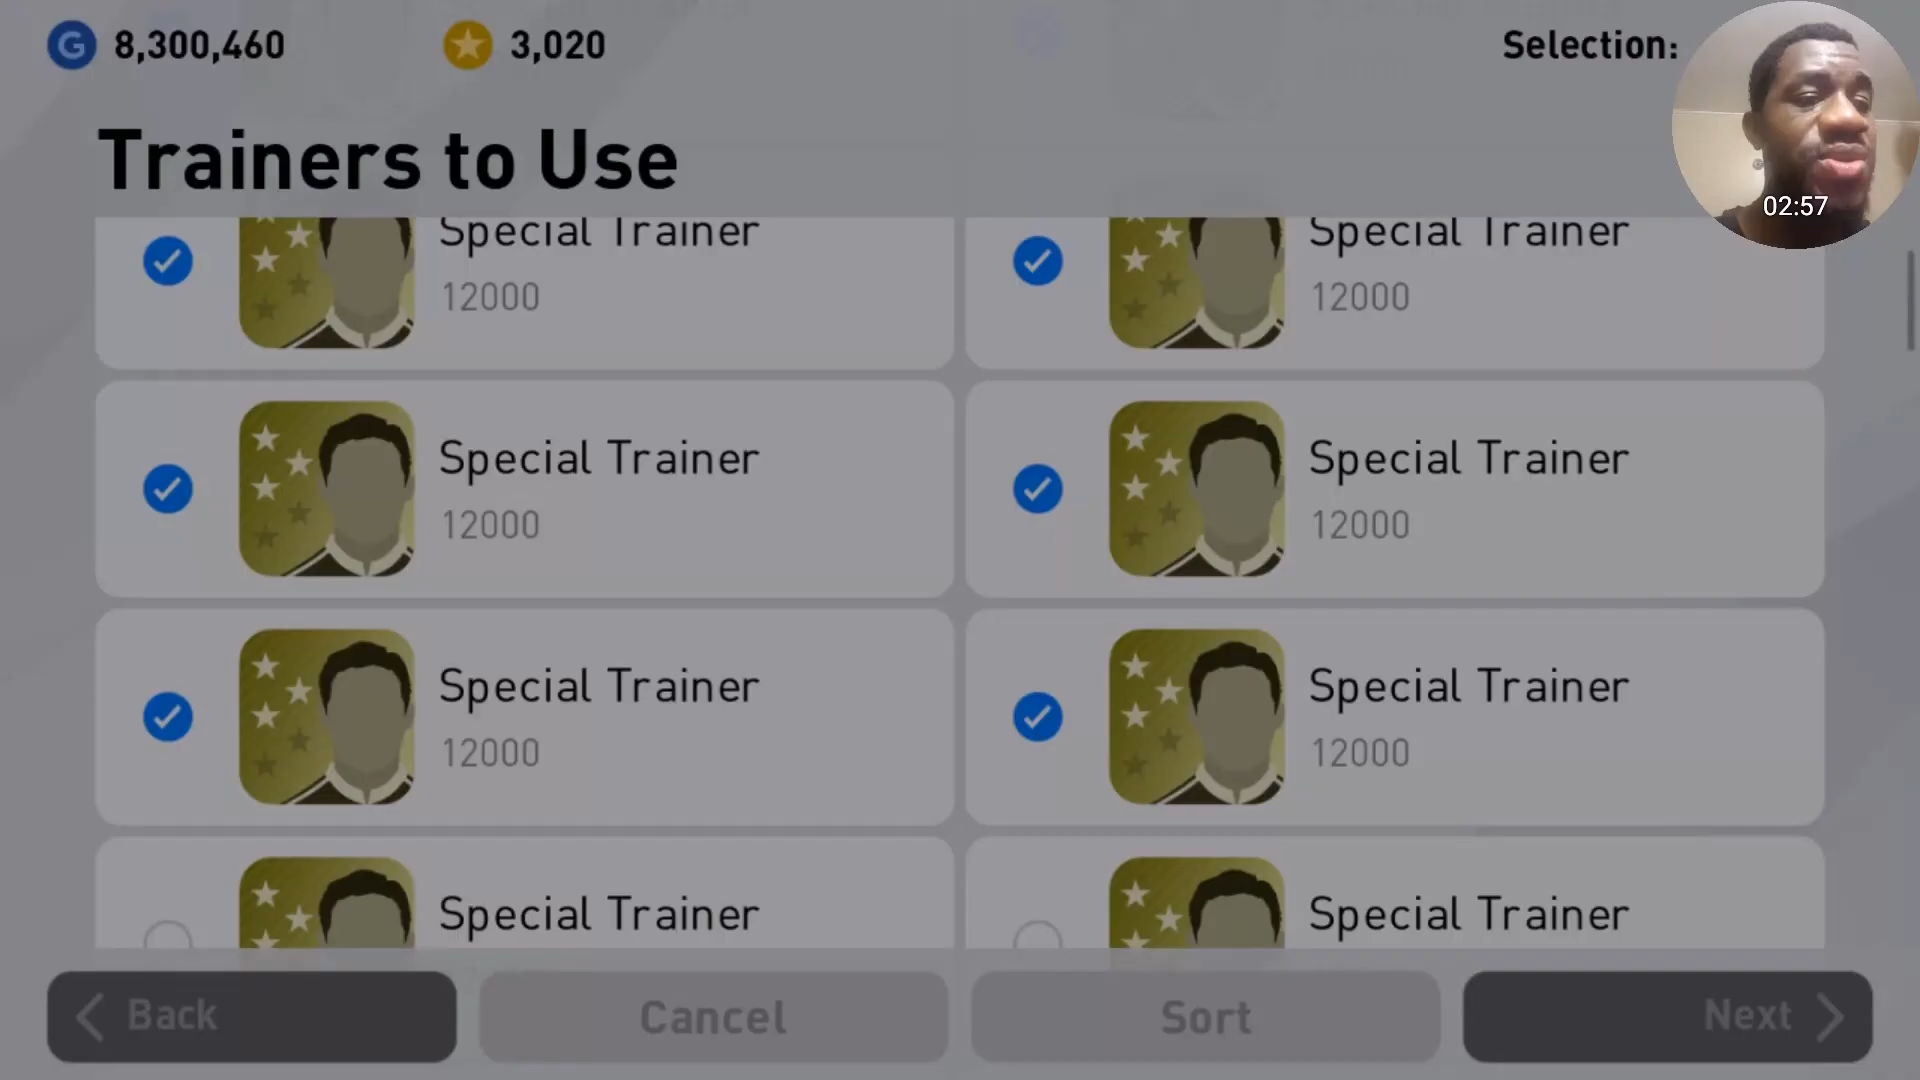 G 8,300,460 3,020 Selection:
02:57
Trainers to Use
Special Trainer Special Trainer
12000 12000
Special Trainer Special Trainer
12000 12000
Special Trainer Special Trainer
12000 12000
Special Trainer Special Trainer
Back Cancel Sort Next